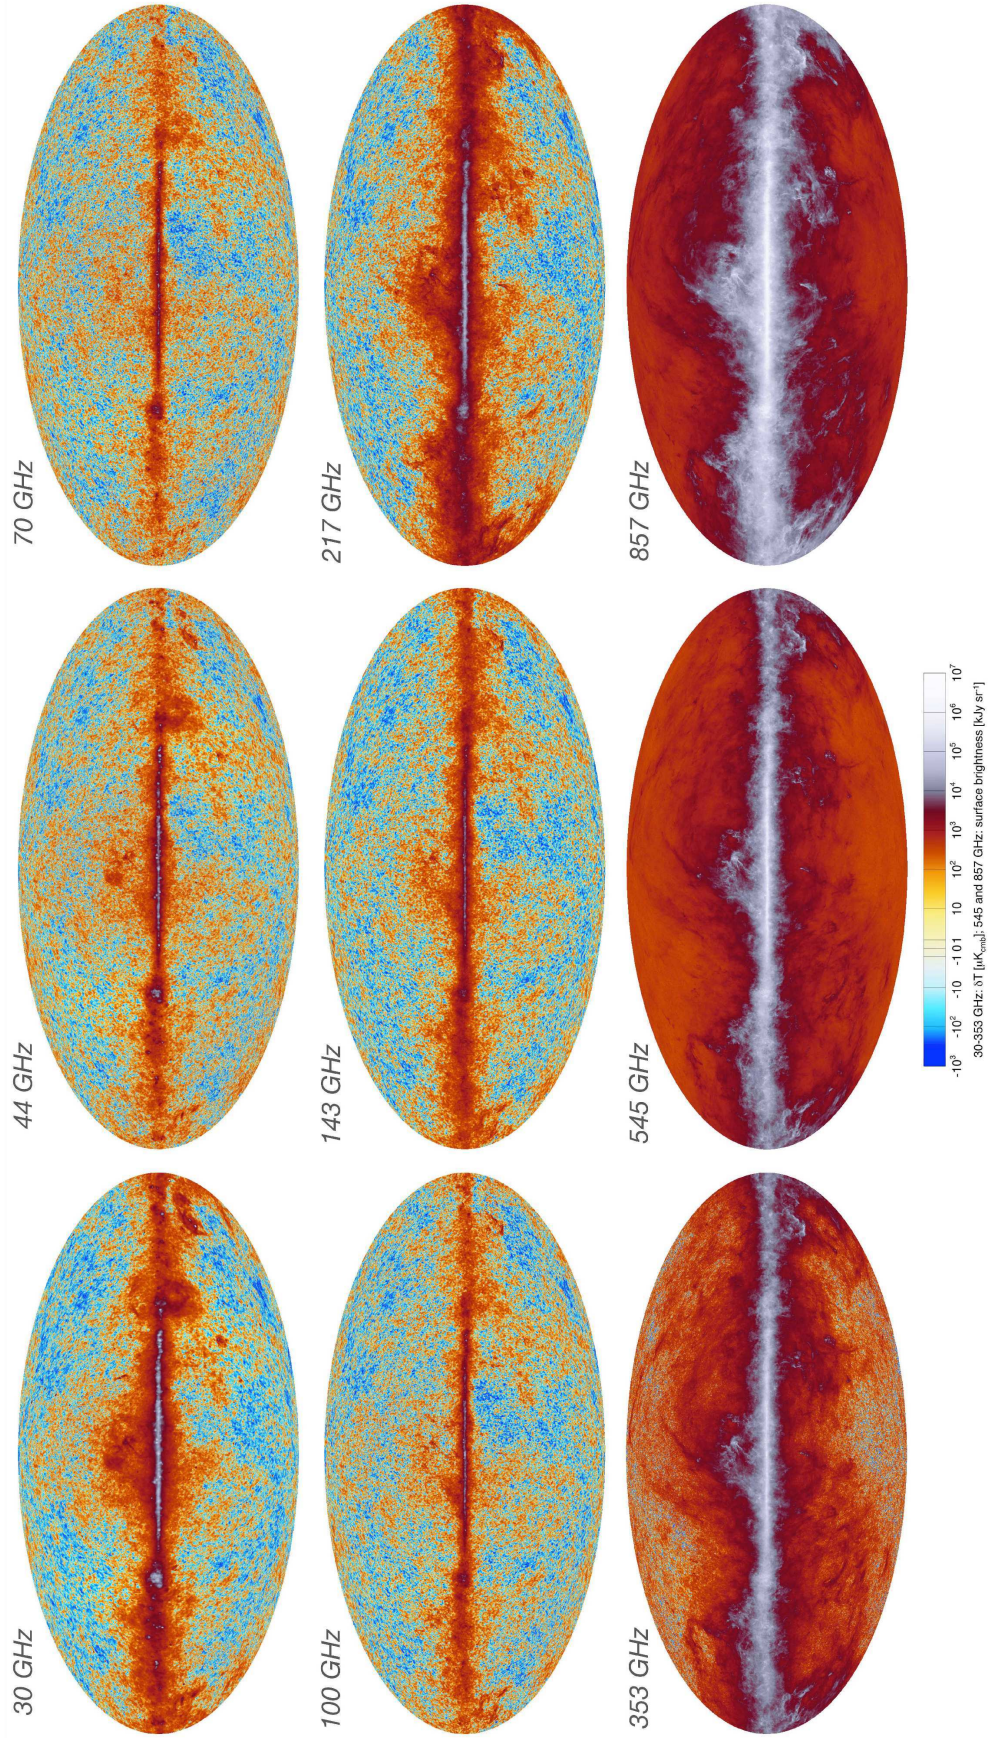 30 GHz
44 GHz
70 GHz
100 GHz
143 GHz
217 GHz
353 GHz
545 GHz
857 GHz
-10³ -10² -10 -1 0 1 10 10² 10³ 10⁴ 10⁵ 10⁶ 10⁷
30-353 GHz: δT [μK_cmb]; 545 and 857 GHz: surface brightness [kJy sr⁻¹]